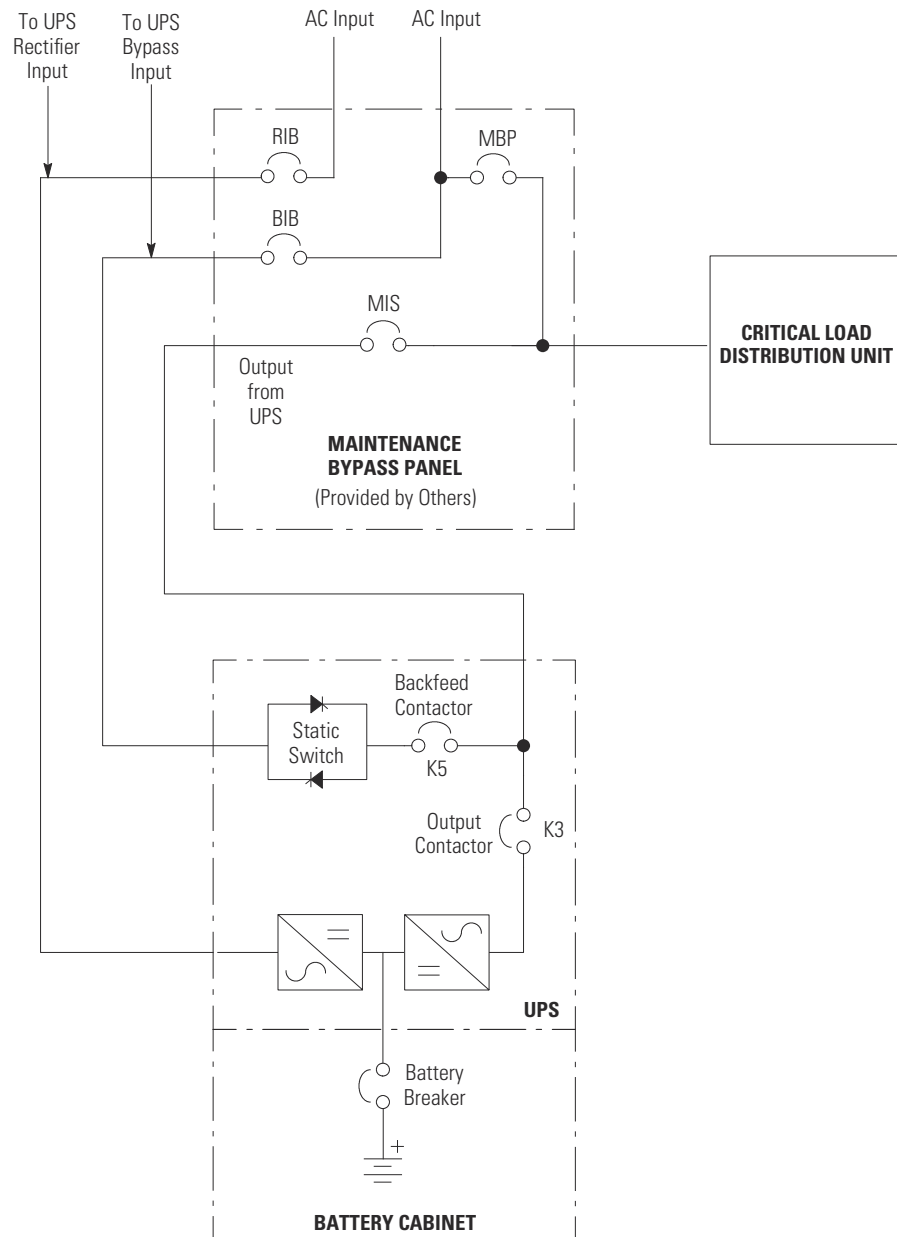 To UPS
Rectifier
Input
To UPS
Bypass
Input
AC Input
AC Input
RIB
MBP
BIB
MIS
Output
from
UPS
CRITICAL LOAD
DISTRIBUTION UNIT
MAINTENANCE
BYPASS PANEL
(Provided by Others)
Backfeed
Contactor
Static
Switch
K5
Output
Contactor
K3
UPS
Battery
Breaker
+
BATTERY CABINET